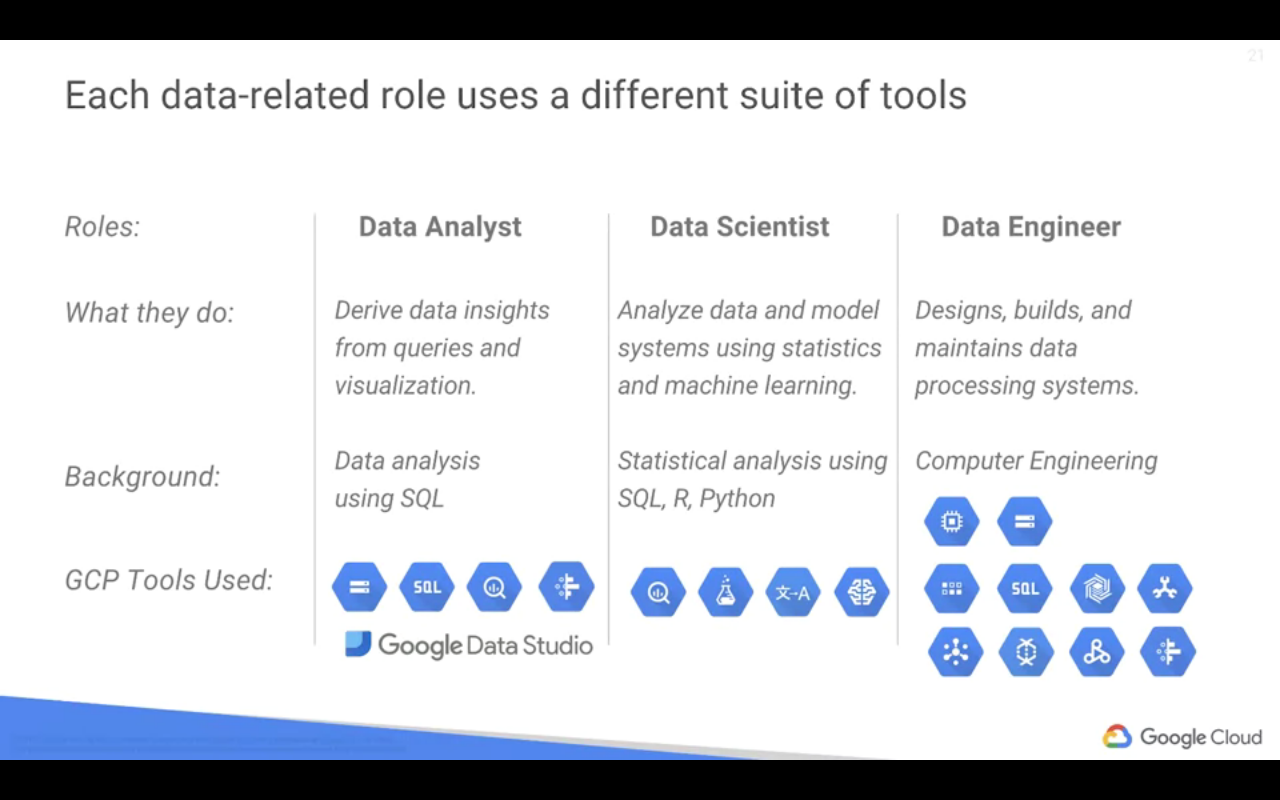 21
Each data-related role uses a different suite of tools
Roles:
Data Analyst
Data Scientist
Data Engineer
What they do:
Derive data insights
from queries and
visualization.
Analyze data and model
systems using statistics
and machine learning.
Designs, builds, and
maintains data
processing systems.
Background:
Data analysis
using SQL
Statistical analysis using
SQL, R, Python
Computer Engineering
GCP Tools Used:
SQL
文→A
SQL
Google Data Studio
Google Cloud